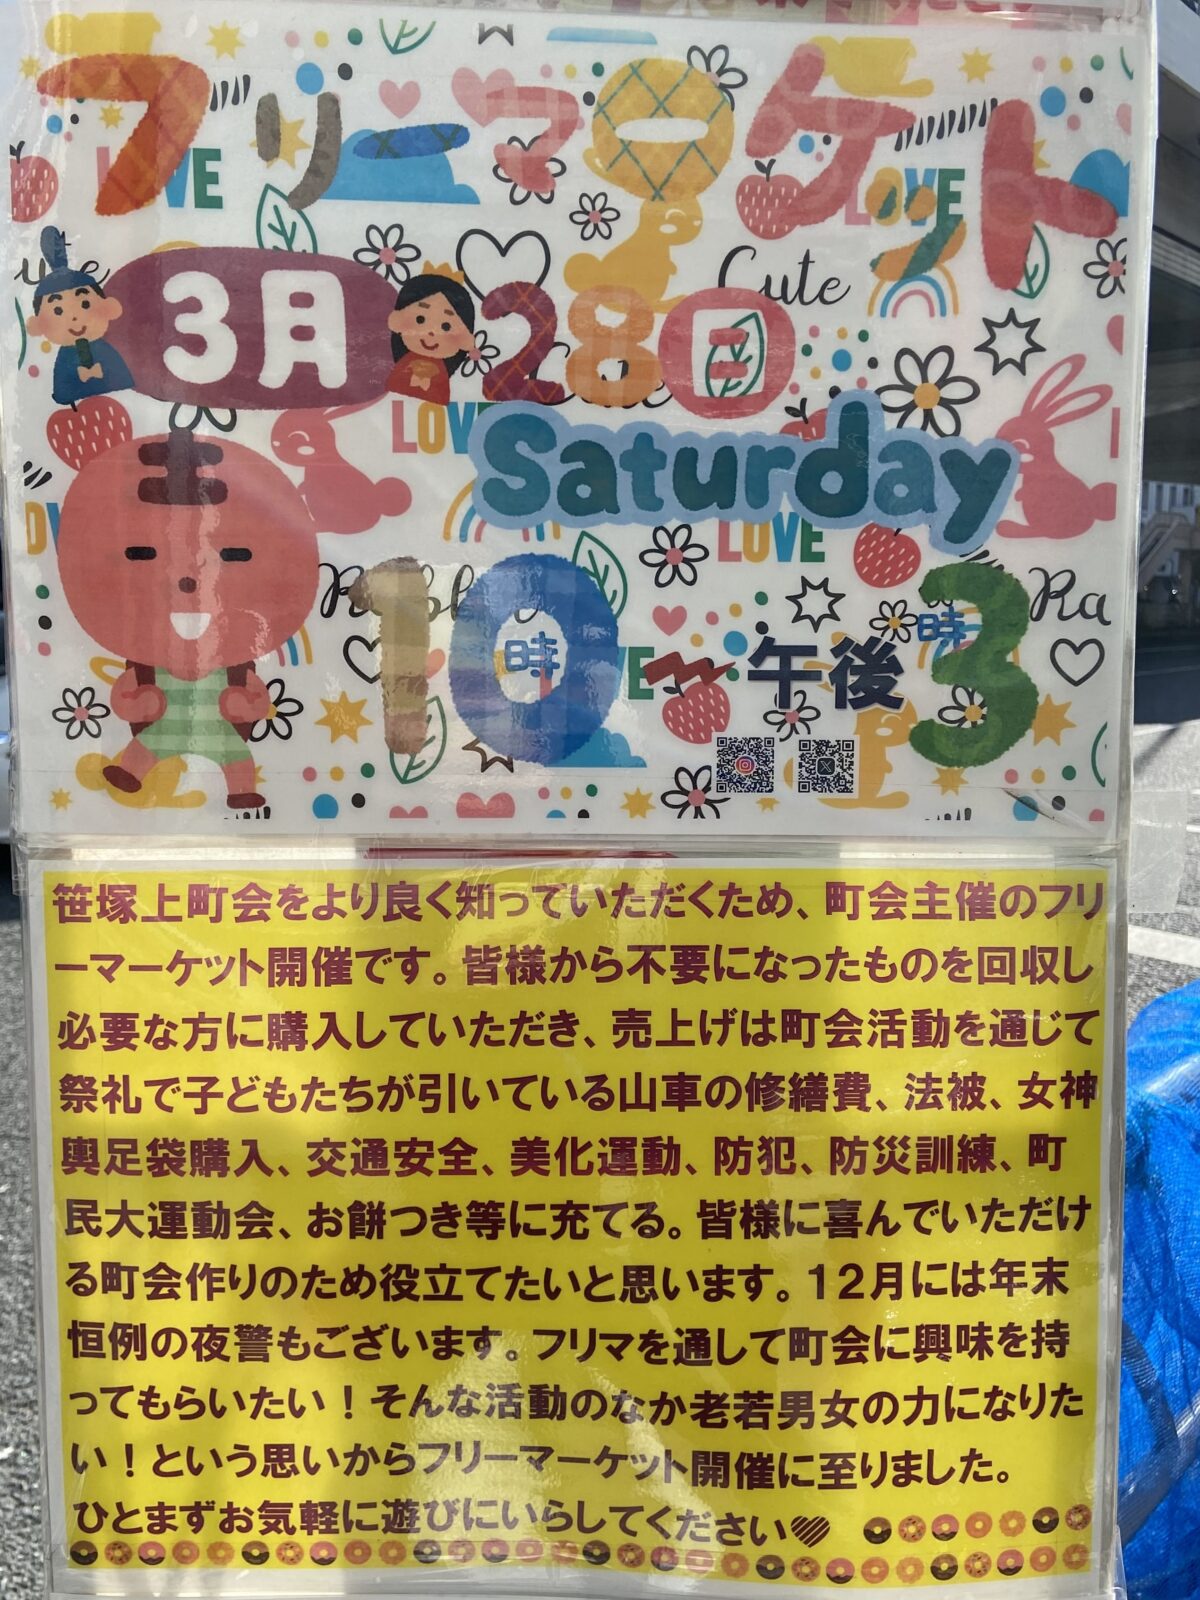 フリーマーケット
3月 28日
Saturday
10時～午後3時
LOVE
Cute
LOVE
LOVE
笹塚上町会をより良く知っていただくため、町会主催のフリ
ーマーケット開催です。皆様から不要になったものを回収し
必要な方に購入していただき、売上げは町会活動を通じて
祭礼で子どもたちが引いている山車の修繕費、法被、女神
輿足袋購入、交通安全、美化運動、防犯、防災訓練、町
民大運動会、お餅つき等に充てる。皆様に喜んでいただけ
る町会作りのため役立てたいと思います。１２月には年末
恒例の夜警もございます。フリマを通して町会に興味を持
ってもらいたい！そんな活動のなか老若男女の力になりた
い！という思いからフリーマーケット開催に至りました。
ひとまずお気軽に遊びにいらしてください